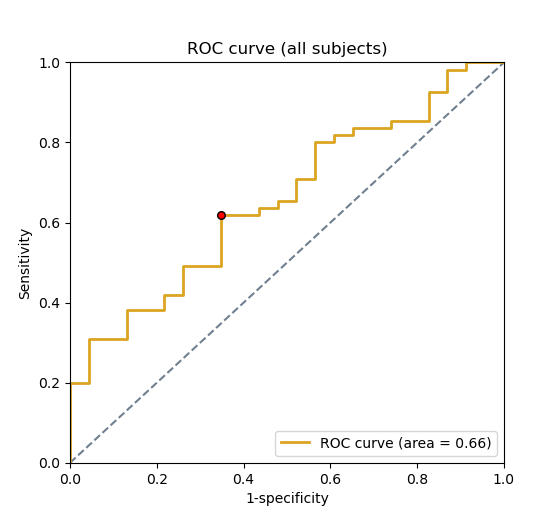 ROC curve (all subjects)
1.0
0.8
0.6
0.4
0.2
0.0
Sensitivity
ROC curve (area = 0.66)
0.0 0.2 0.4 0.6 0.8 1.0
1-specificity